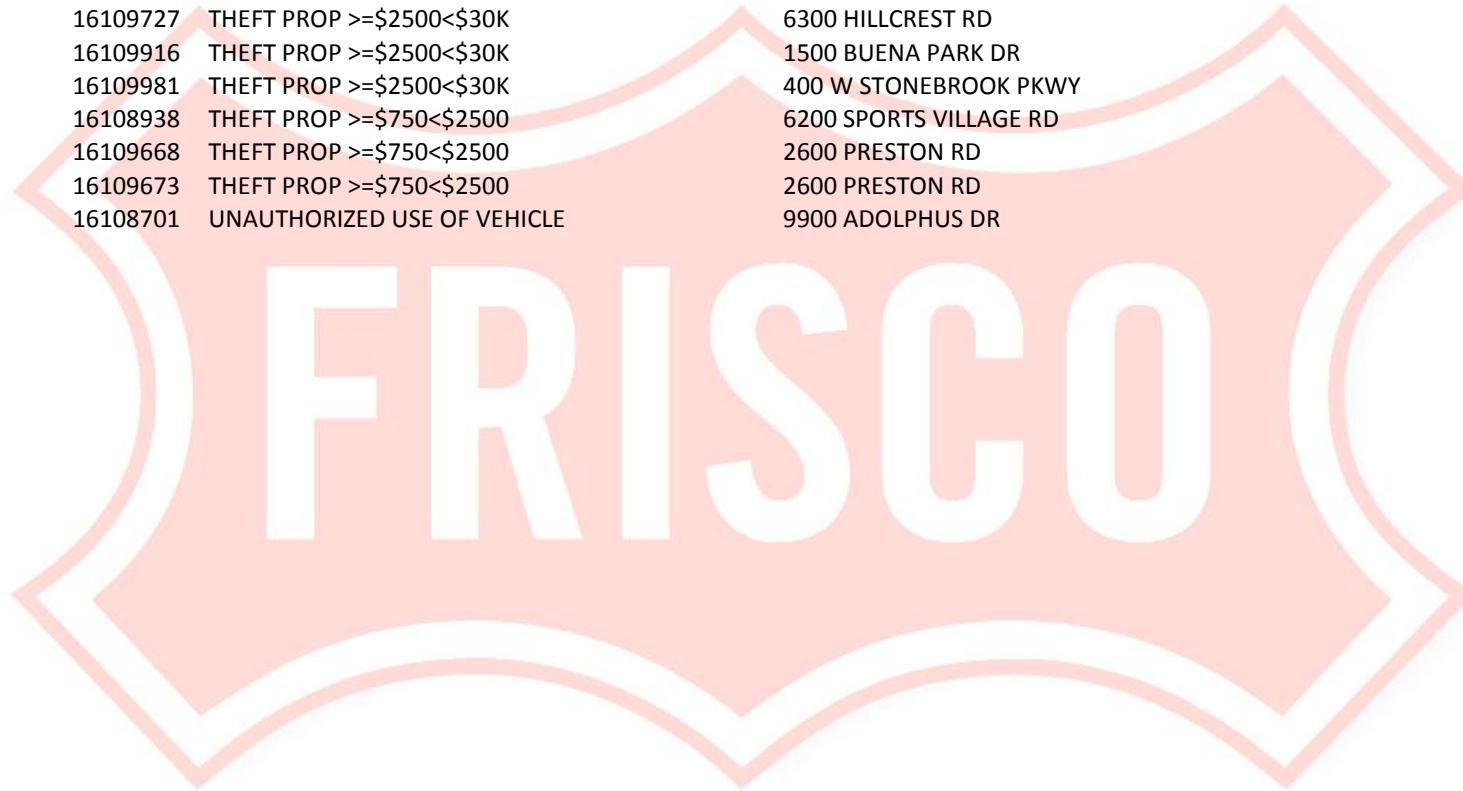 16109727 THEFT PROP >=$2500<$30K 6300 HILLCREST RD
16109916 THEFT PROP >=$2500<$30K 1500 BUENA PARK DR
16109981 THEFT PROP >=$2500<$30K 400 W STONEBROOK PKWY
16108938 THEFT PROP >=$750<$2500 6200 SPORTS VILLAGE RD
16109668 THEFT PROP >=$750<$2500 2600 PRESTON RD
16109673 THEFT PROP >=$750<$2500 2600 PRESTON RD
16108701 UNAUTHORIZED USE OF VEHICLE 9900 ADOLPHUS DR
FRISCO